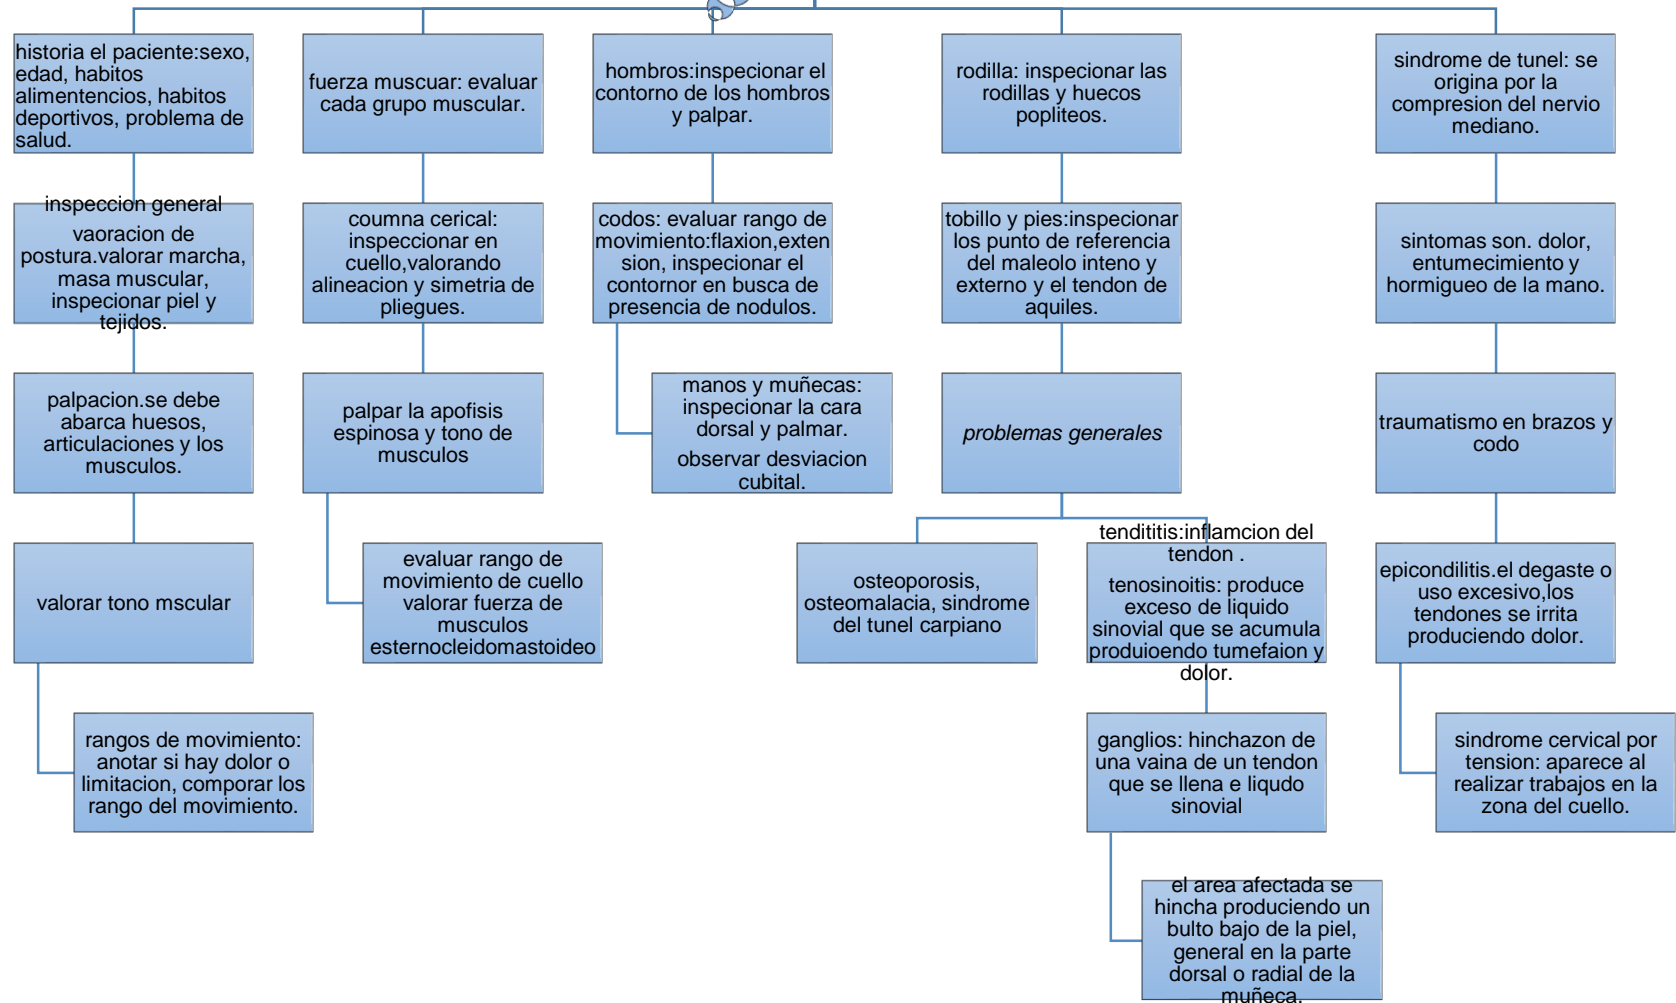 historia el paciente:sexo,
edad, habitos
alimentencios, habitos
deportivos, problema de
salud.
inspeccion general
vaoracion de
postura.valorar marcha,
masa muscular,
inspecionar piel y
tejidos.
palpacion.se debe
abarca huesos,
articulaciones y los
musculos.
valorar tono mscular
rangos de movimiento:
anotar si hay dolor o
limitacion, comporar los
rango del movimiento.
fuerza muscuar: evaluar
cada grupo muscular.
coumna cerical:
inspeccionar en
cuello,valorando
alineacion y simetria de
pliegues.
palpar la apofisis
espinosa y tono de
musculos
evaluar rango de
movimiento de cuello
valorar fuerza de
musculos
esternocleidomastoideo
hombros:inspecionar el
contorno de los hombros
y palpar.
codos: evaluar rango de
movimiento:flaxion,exten
sion, inspecionar el
contornor en busca de
presencia de nodulos.
manos y muñecas:
inspecionar la cara
dorsal y palmar.
observar desviacion
cubital.
rodilla: inspecionar las
rodillas y huecos
popliteos.
tobillo y pies:inspecionar
los punto de referencia
del maleolo inteno y
externo y el tendon de
aquiles.
problemas generales
osteoporosis,
osteomalacia, sindrome
del tunel carpiano
tendititis:inflamcion del
tendon .
tenosinoitis: produce
exceso de liquido
sinovial que se acumula
produioendo tumefaion y
dolor.
ganglios: hinchazon de
una vaina de un tendon
que se llena e liqudo
sinovial
el area afectada se
hincha produciendo un
bulto bajo de la piel,
general en la parte
dorsal o radial de la
muñeca.
sindrome de tunel: se
origina por la
compresion del nervio
mediano.
sintomas son. dolor,
entumecimiento y
hormigueo de la mano.
traumatismo en brazos y
codo
epicondilitis.el degaste o
uso excesivo,los
tendones se irrita
produciendo dolor.
sindrome cervical por
tension: aparece al
realizar trabajos en la
zona del cuello.